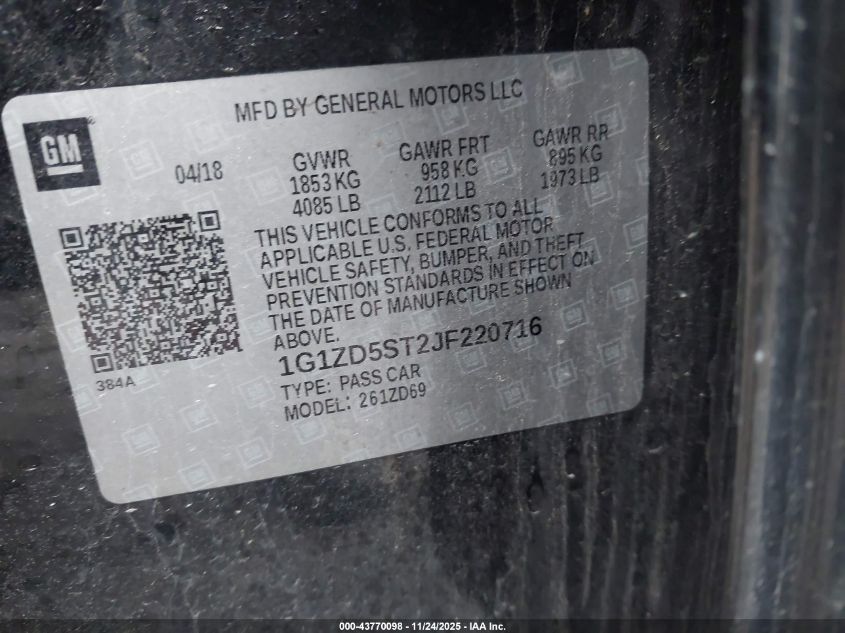 MFD BY GENERAL MOTORS LLC
GM
04/18
GVWR
1853 KG
4085 LB
GAWR FRT
958 KG
2112 LB
GAWR RR
895 KG
1973 LB
THIS VEHICLE CONFORMS TO ALL
APPLICABLE U.S. FEDERAL MOTOR
VEHICLE SAFETY, BUMPER, AND THEFT
PREVENTION STANDARDS IN EFFECT ON
THE DATE OF MANUFACTURE SHOWN
ABOVE.
1G1ZD5ST2JF220716
TYPE: PASS CAR
MODEL: 261ZD69
384A
000-43770098 - 11/24/2025 - IAA Inc.